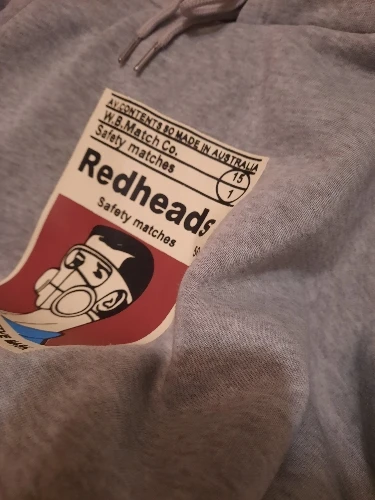 AV.CONTENTS 50 MADE IN AUSTRALIA
W.B.Match Co.
Safety matches
15
1
Redheads
Safety matches